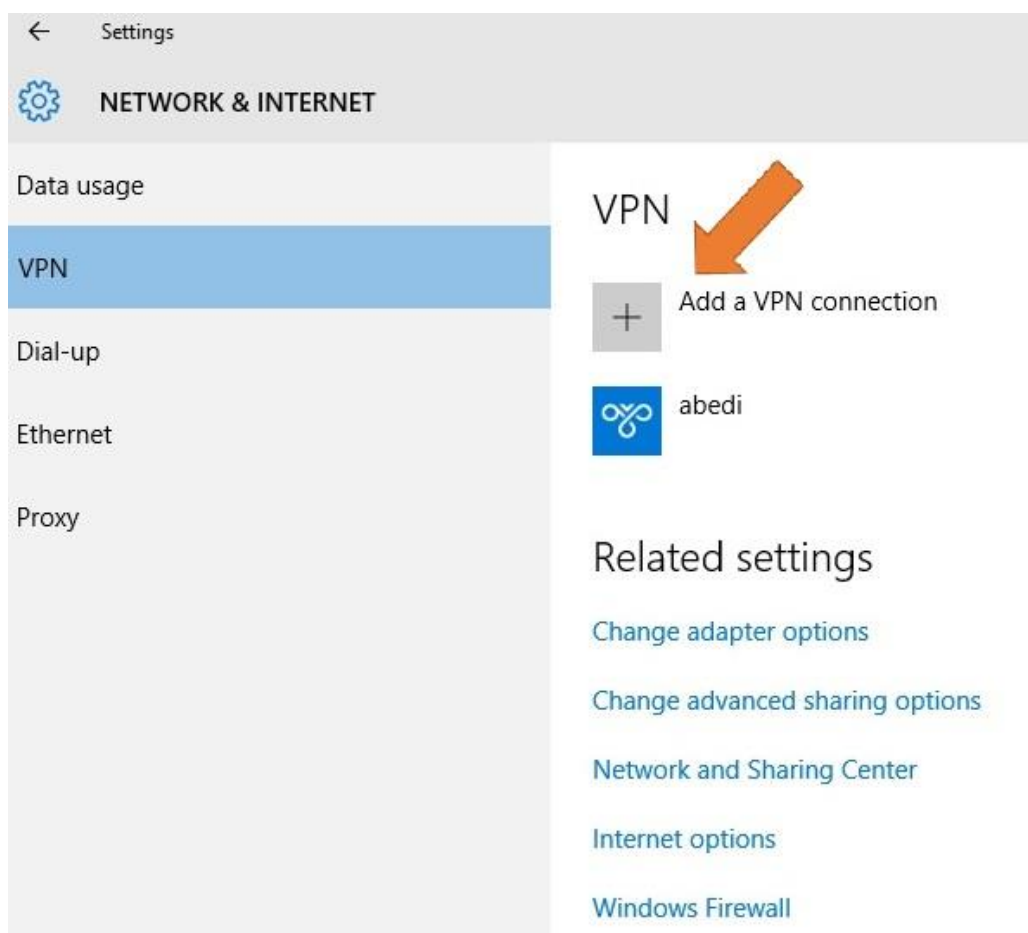 Settings
NETWORK & INTERNET
Data usage
VPN
Dial-up
Ethernet
Proxy
VPN
Add a VPN connection
abedi
Related settings
Change adapter options
Change advanced sharing options
Network and Sharing Center
Internet options
Windows Firewall